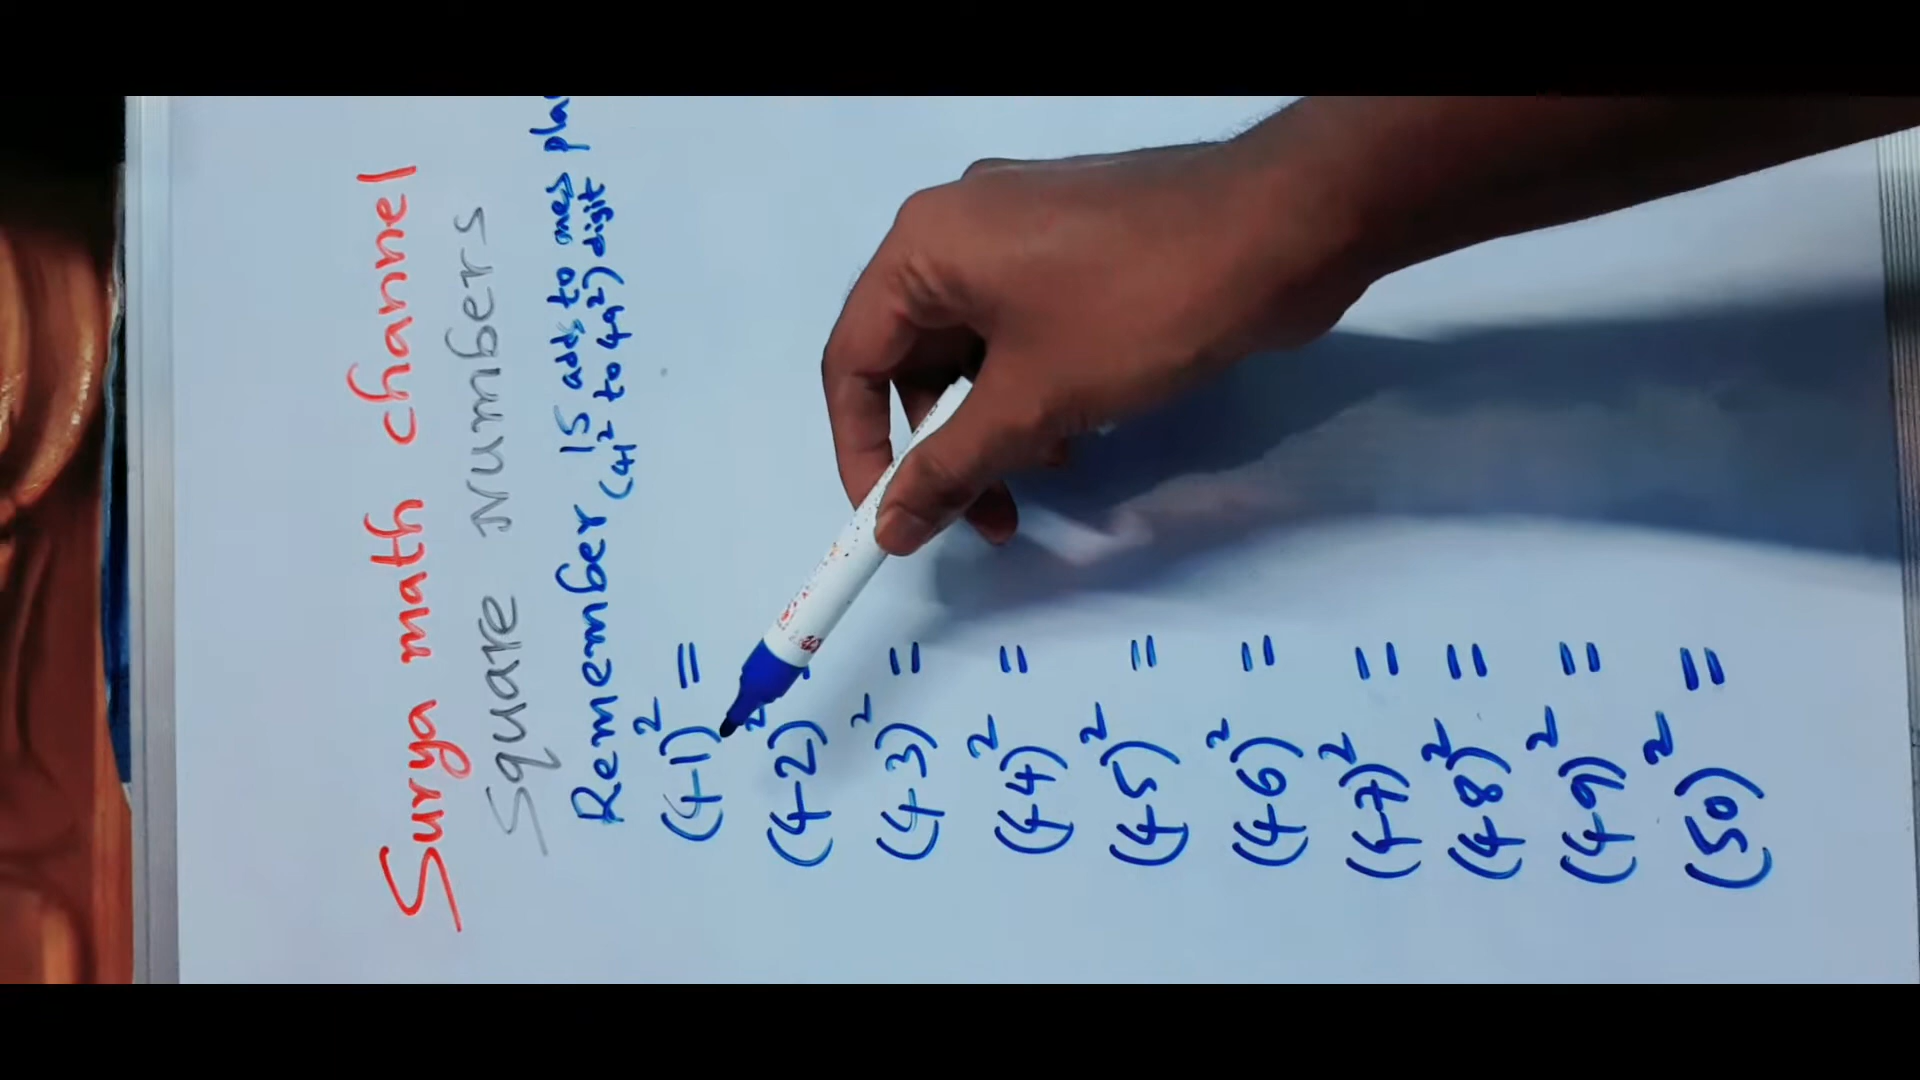 Surya math channel
Square Numbers
Remember 15 adds to ones
(41² to 49²) digit
(41)² =
(42)²
(43)² =
(44)² =
(45)² =
(46)² =
(47)² =
(48)² =
(49)² =
(50)² =